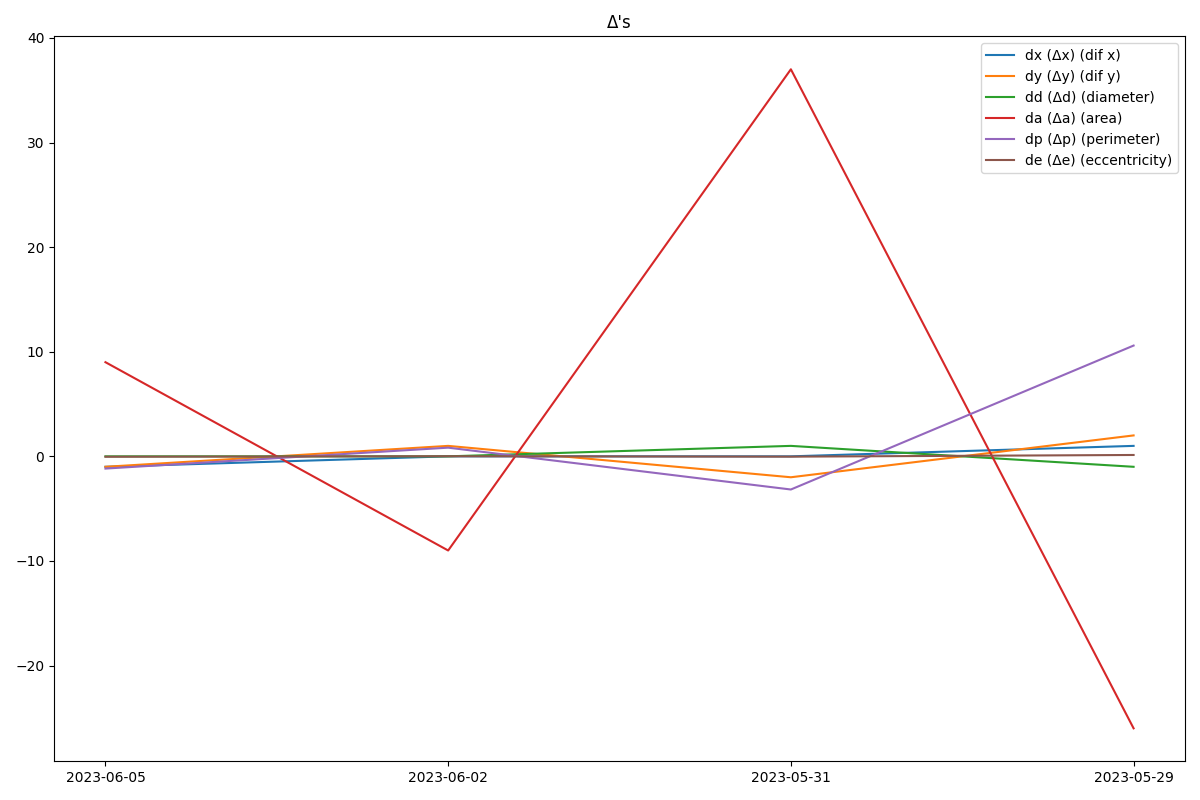 Δ's
40
30
20
10
0
−10
−20
dx (Δx) (dif x)
dy (Δy) (dif y)
dd (Δd) (diameter)
da (Δa) (area)
dp (Δp) (perimeter)
de (Δe) (eccentricity)
2023-06-05 2023-06-02 2023-05-31 2023-05-29